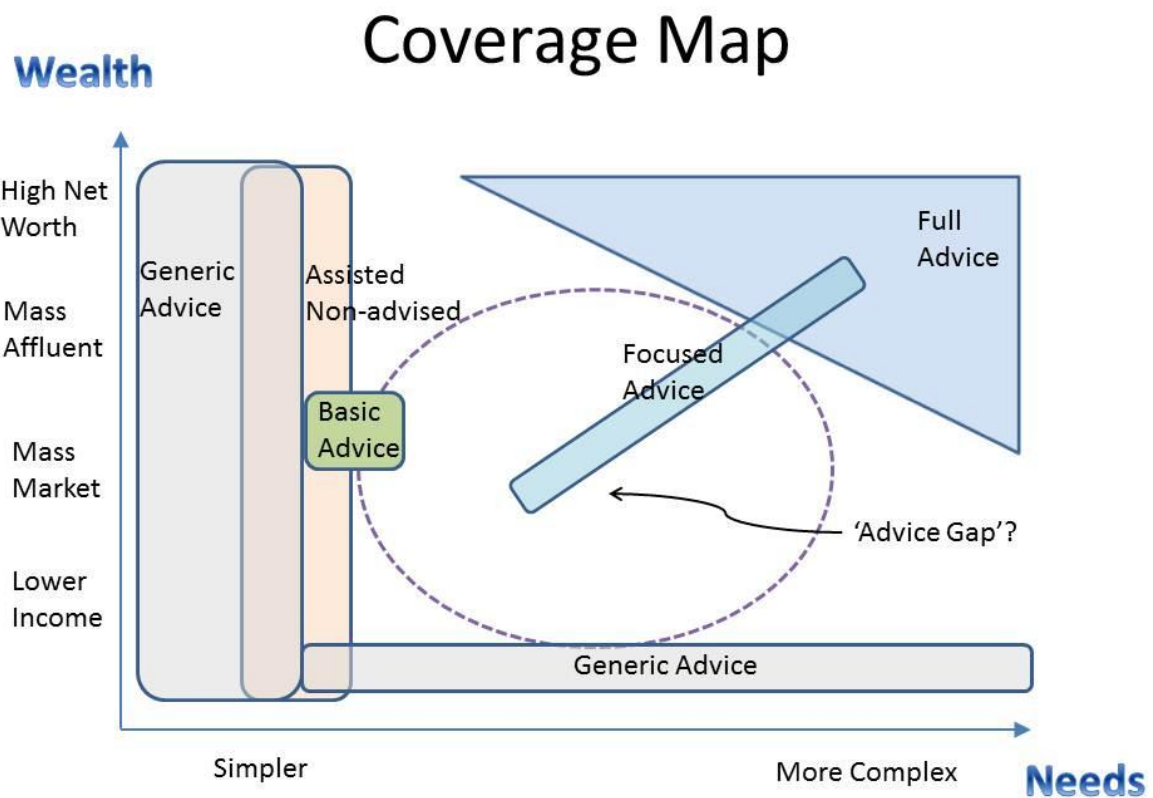 Coverage Map
Wealth
High Net
Worth
Generic
Advice
Assisted
Non-advised
Full
Advice
Mass
Affluent
Focused
Advice
Basic
Advice
Mass
Market
'Advice Gap'?
Lower
Income
Generic Advice
Simpler
More Complex
Needs